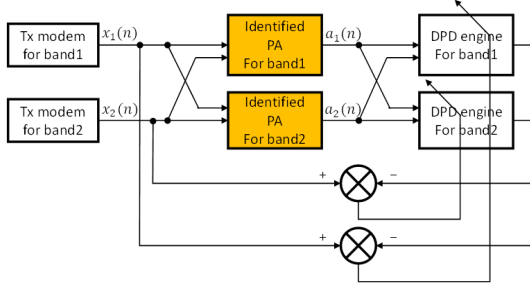 Tx modem
for band1
x₁(n)
Identified
PA
For band1
a₁(n)
DPD engine
For band1
Tx modem
for band2
x₂(n)
Identified
PA
For band2
a₂(n)
DPD engine
For band2
+ −
+ −